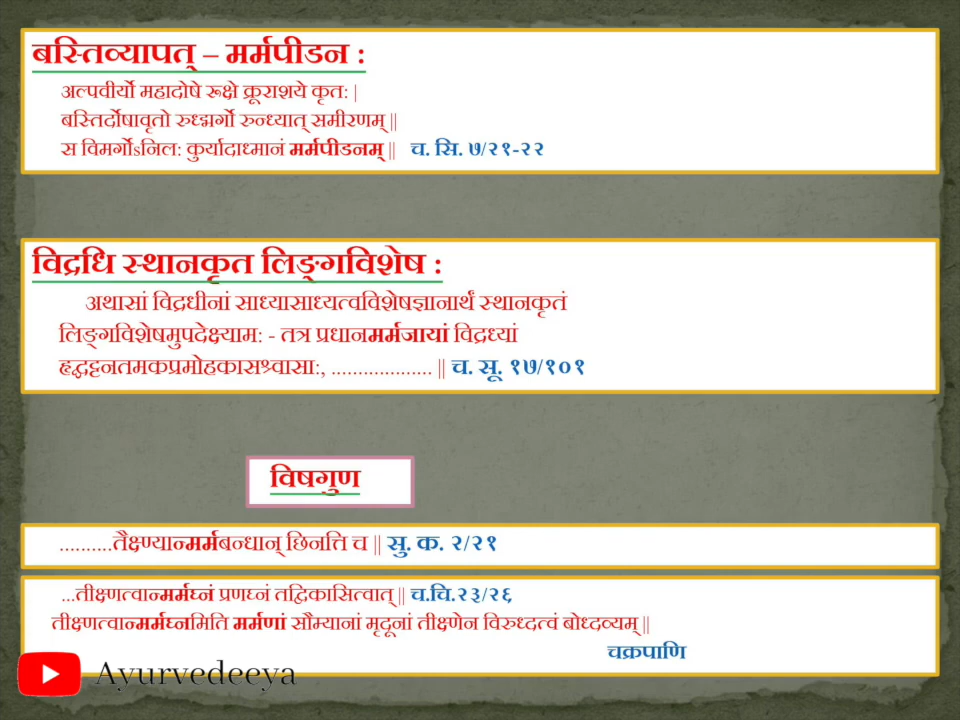 बस्तिव्यापत् – मर्मपीडन :
अल्पवीर्यो महादोषे रूक्षे क्रूराशये कृत: |
बस्तिर्दोषावृतो रुध्द्मार्गो रुन्ध्यात् समीरणम् ||
स विमर्गोऽनिल: कुर्यादाध्मानं मर्मपीडनम् || च. सि. ७/२१-२२
विद्रधि स्थानकृत लिङ्गविशेष :
अथासां विद्रधीनां साध्यासाध्यत्वविशेषज्ञानार्थं स्थानकृतं
लिङ्गविशेषमुपदेक्ष्याम: - तत्र प्रधानमर्मजायां विद्रध्यां
हृद्घट्टनतमकप्रमोहकासश्वासा:, ................... || च. सू. १७/१०१
विषगुण
..........तैक्ष्ण्यान्मर्मबन्धान् छिनत्ति च || सु. क. २/२१
...तीक्ष्णत्वान्मर्मघ्नं प्रणघ्नं तद्विकासित्वात् || च.चि.२३/२६
तीक्ष्णत्वान्मर्मघ्नमिति मर्मणां सौम्यानां मृदूनां तीक्ष्णेन विरुध्दत्वं बोध्दव्यम् ||
चक्रपाणि
Ayurvedeeya